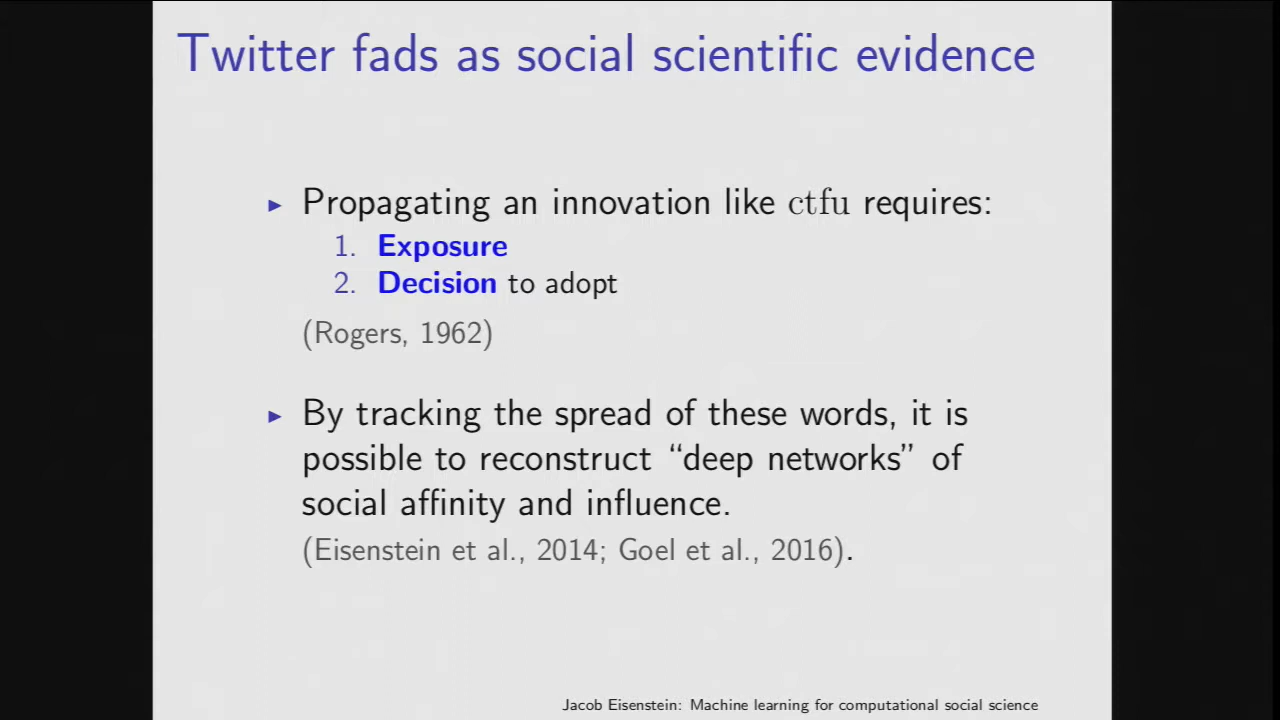 Twitter fads as social scientific evidence
▶ Propagating an innovation like ctfu requires:
1. Exposure
2. Decision to adopt
(Rogers, 1962)
▶ By tracking the spread of these words, it is
possible to reconstruct “deep networks” of
social affinity and influence.
(Eisenstein et al., 2014; Goel et al., 2016).
Jacob Eisenstein: Machine learning for computational social science